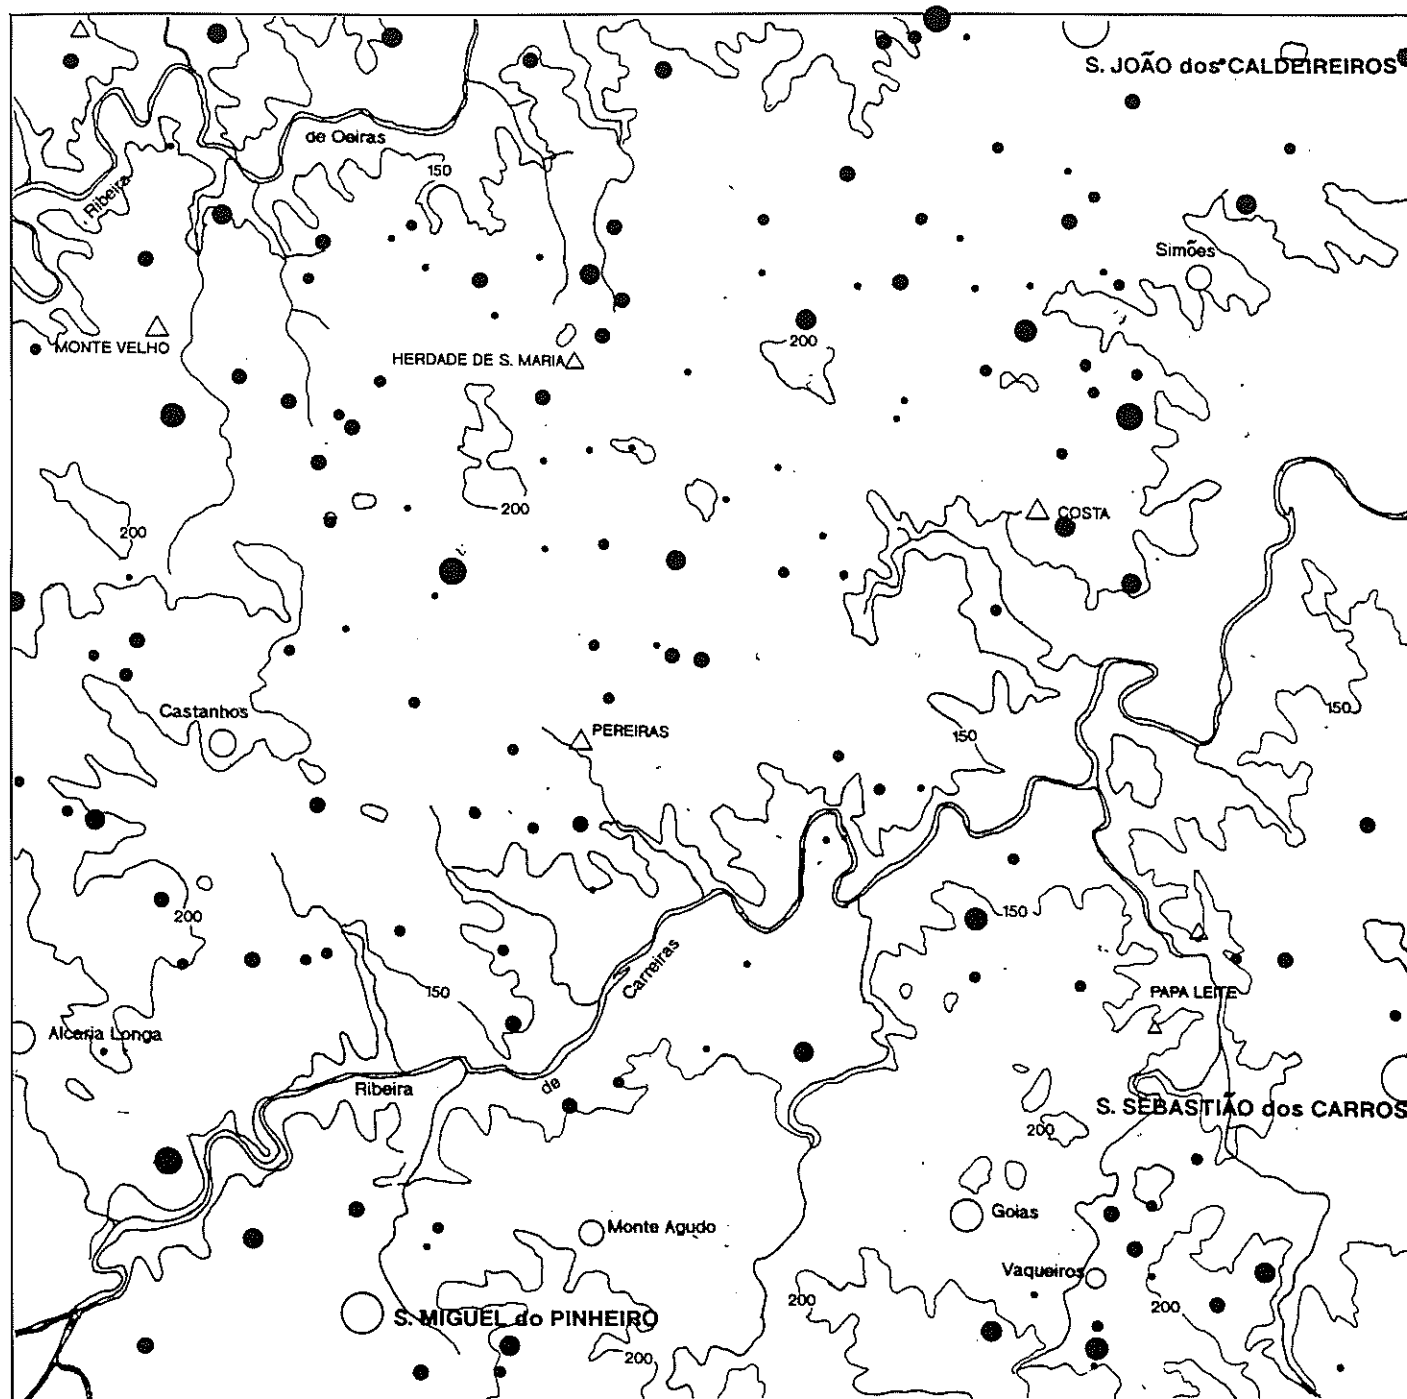 S. JOÃO dos CALDEIREIROS
de Oeiras
150
Ribeira
Simões
MONTE VELHO
HERDADE DE S. MARIA
200
200
200
COSTA
Castanhos
PEREIRAS
150
150
200
150
Carreiras
150
PAPA LEITE
Alcaria Longa
de
Ribeira
S. SEBASTIÃO dos CARROS
200
Goias
Monte Agudo
Vaqueiros
200
200
S. MIGUEL do PINHEIRO
200